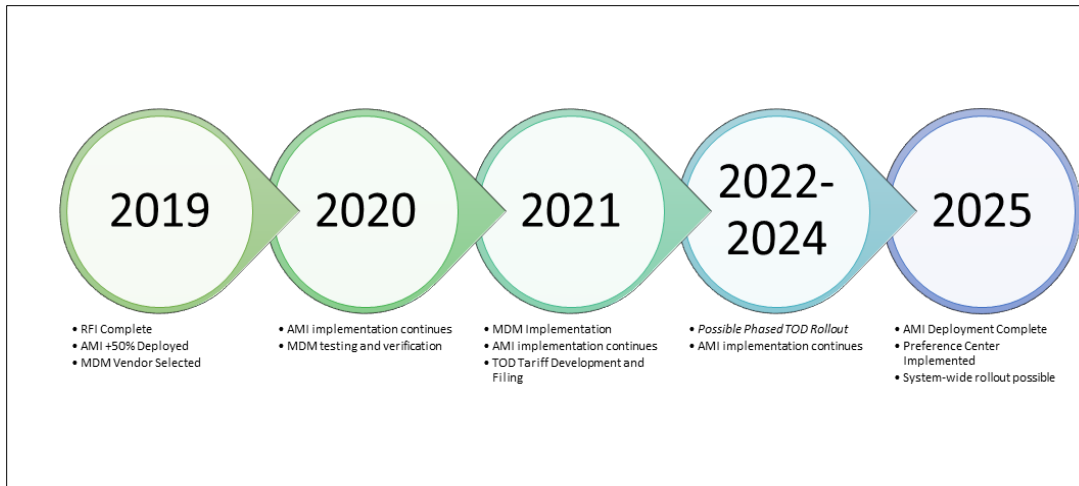 2019
• RFI Complete
• AMI +50% Deployed
• MDM Vendor Selected
2020
• AMI implementation continues
• MDM testing and verification
2021
• MDM Implementation
• AMI implementation continues
• TOD Tariff Development and
Filing
2022-
2024
• Possible Phased TOD Rollout
• AMI implementation continues
2025
• AMI Deployment Complete
• Preference Center
Implemented
• System-wide rollout possible